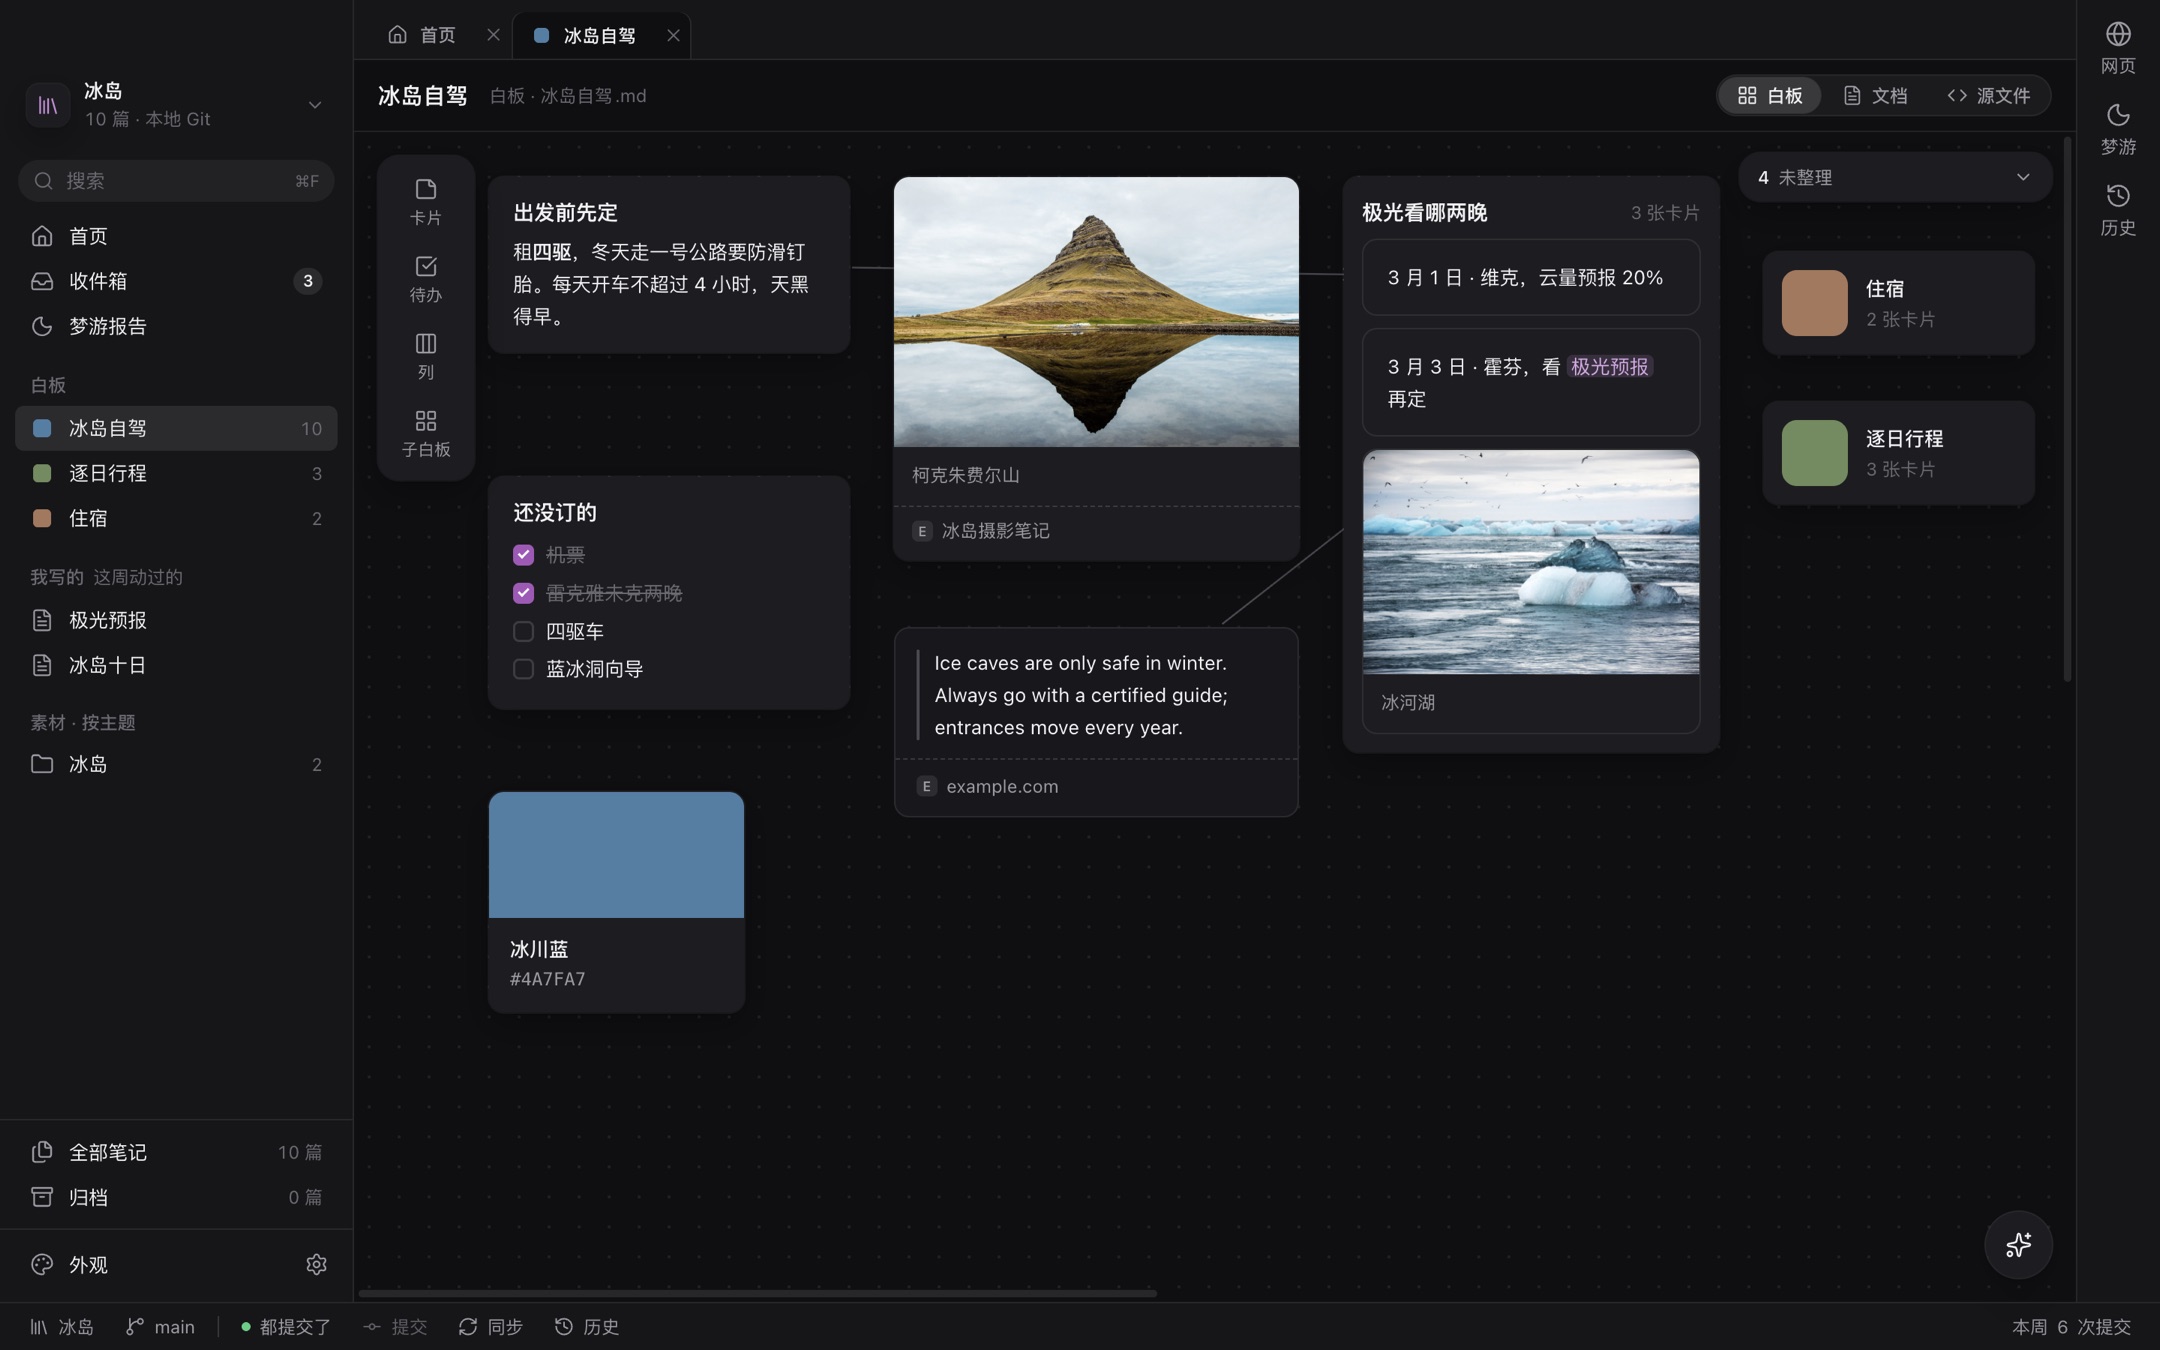 冰岛
10 篇 · 本地 Git
搜索 ⌘F
首页
收件箱 3
梦游报告
白板
冰岛自驾 10
逐日行程 3
住宿 2
我写的 这周动过的
极光预报
冰岛十日
素材 · 按主题
冰岛 2
全部笔记 10 篇
归档 0 篇
外观
首页
冰岛自驾
冰岛自驾 白板 · 冰岛自驾.md
白板 文档 源文件
卡片
待办
列
子白板
出发前先定
租四驱，冬天走一号公路要防滑钉
胎。每天开车不超过 4 小时，天黑
得早。
还没订的
机票
雷克雅未克两晚
四驱车
蓝冰洞向导
冰川蓝
#4A7FA7
柯克朱费尔山
E 冰岛摄影笔记
Ice caves are only safe in winter.
Always go with a certified guide;
entrances move every year.
E example.com
极光看哪两晚 3 张卡片
3 月 1 日 · 维克，云量预报 20%
3 月 3 日 · 霍芬，看 极光预报
再定
冰河湖
4 未整理
住宿
2 张卡片
逐日行程
3 张卡片
网页
梦游
历史
冰岛 main 都提交了 提交 同步 历史 本周 6 次提交